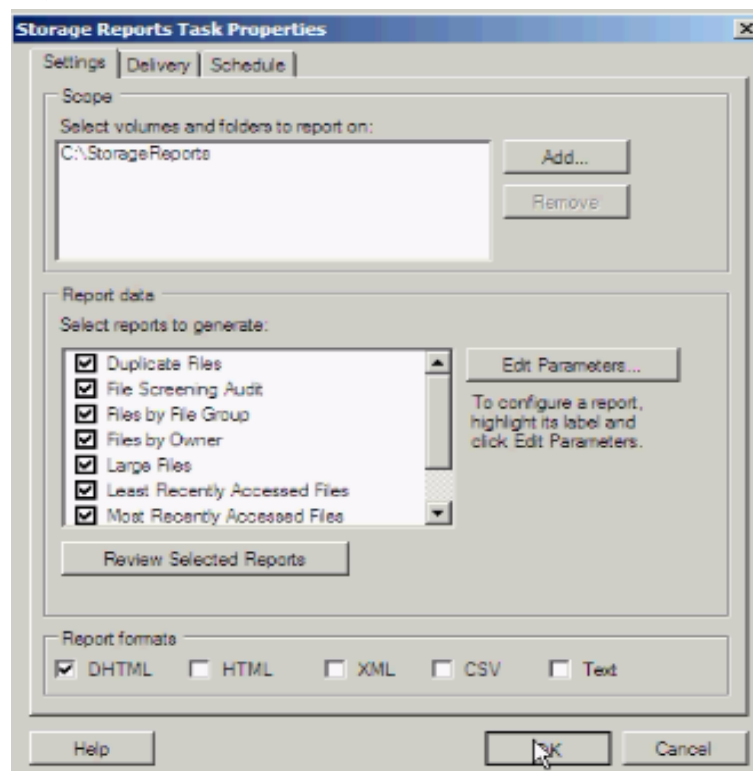 Storage Reports Task Properties
Settings Delivery Schedule
Scope
Select volumes and folders to report on:
C:\StorageReports
Add...
Remove
Report data
Select reports to generate:
Duplicate Files
File Screening Audit
Files by File Group
Files by Owner
Large Files
Least Recently Accessed Files
Most Recently Accessed Files
Edit Parameters...
To configure a report,
highlight its label and
click Edit Parameters.
Review Selected Reports
Report formats
DHTML HTML XML CSV Text
Help OK Cancel